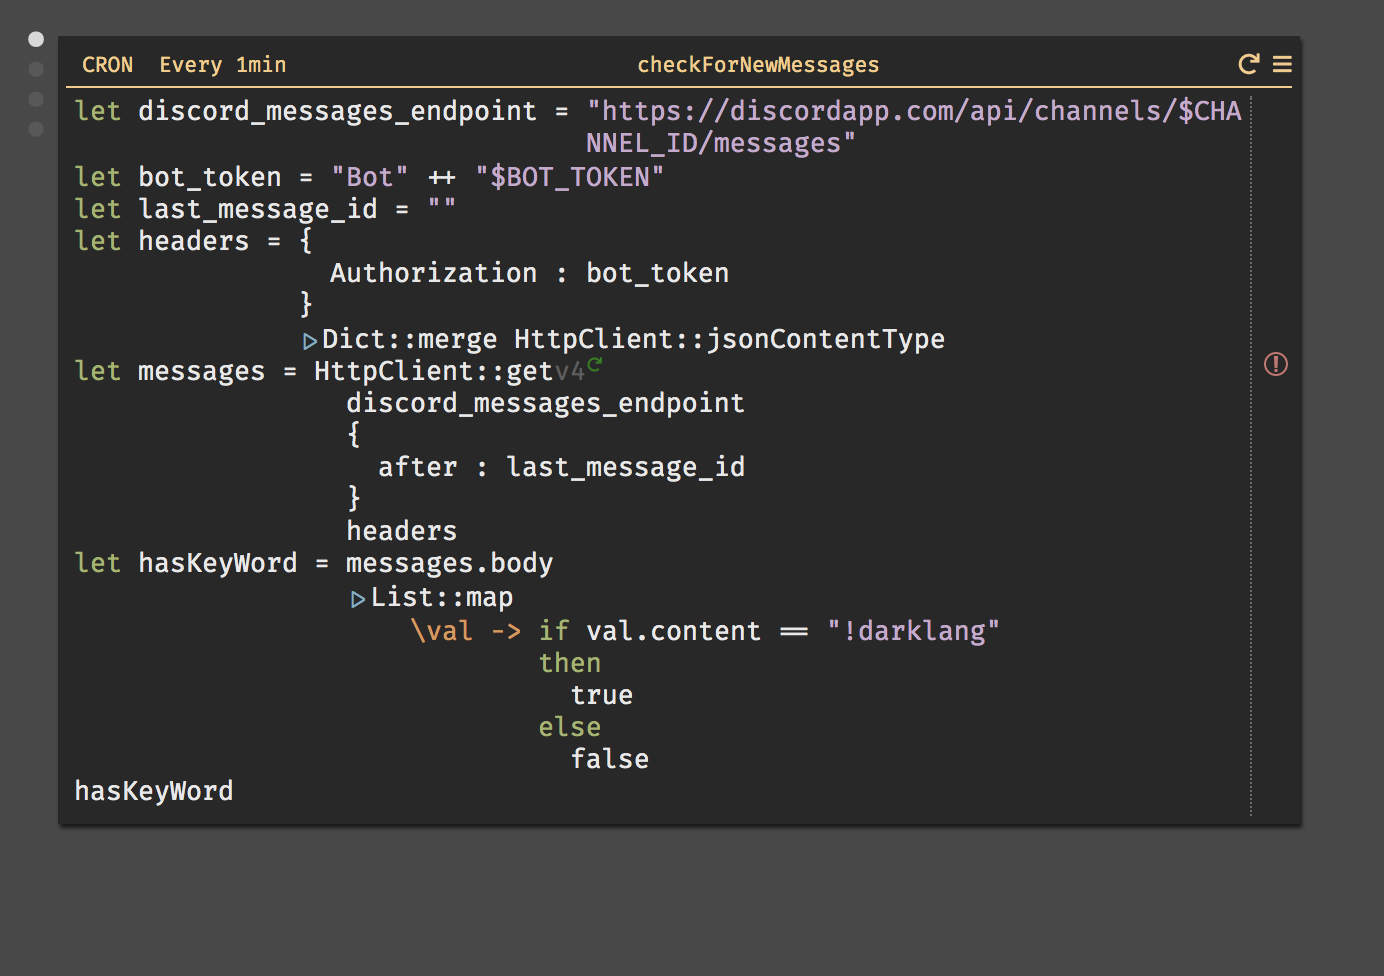 CRON Every 1min checkForNewMessages
let discord_messages_endpoint = "https://discordapp.com/api/channels/$CHA
NNEL_ID/messages"
let bot_token = "Bot" ++ "$BOT_TOKEN"
let last_message_id = ""
let headers = {
Authorization : bot_token
}
▷Dict::merge HttpClient::jsonContentType
let messages = HttpClient::getv4
discord_messages_endpoint
{
after : last_message_id
}
headers
let hasKeyWord = messages.body
▷List::map
\val -> if val.content == "!darklang"
then
true
else
false
hasKeyWord